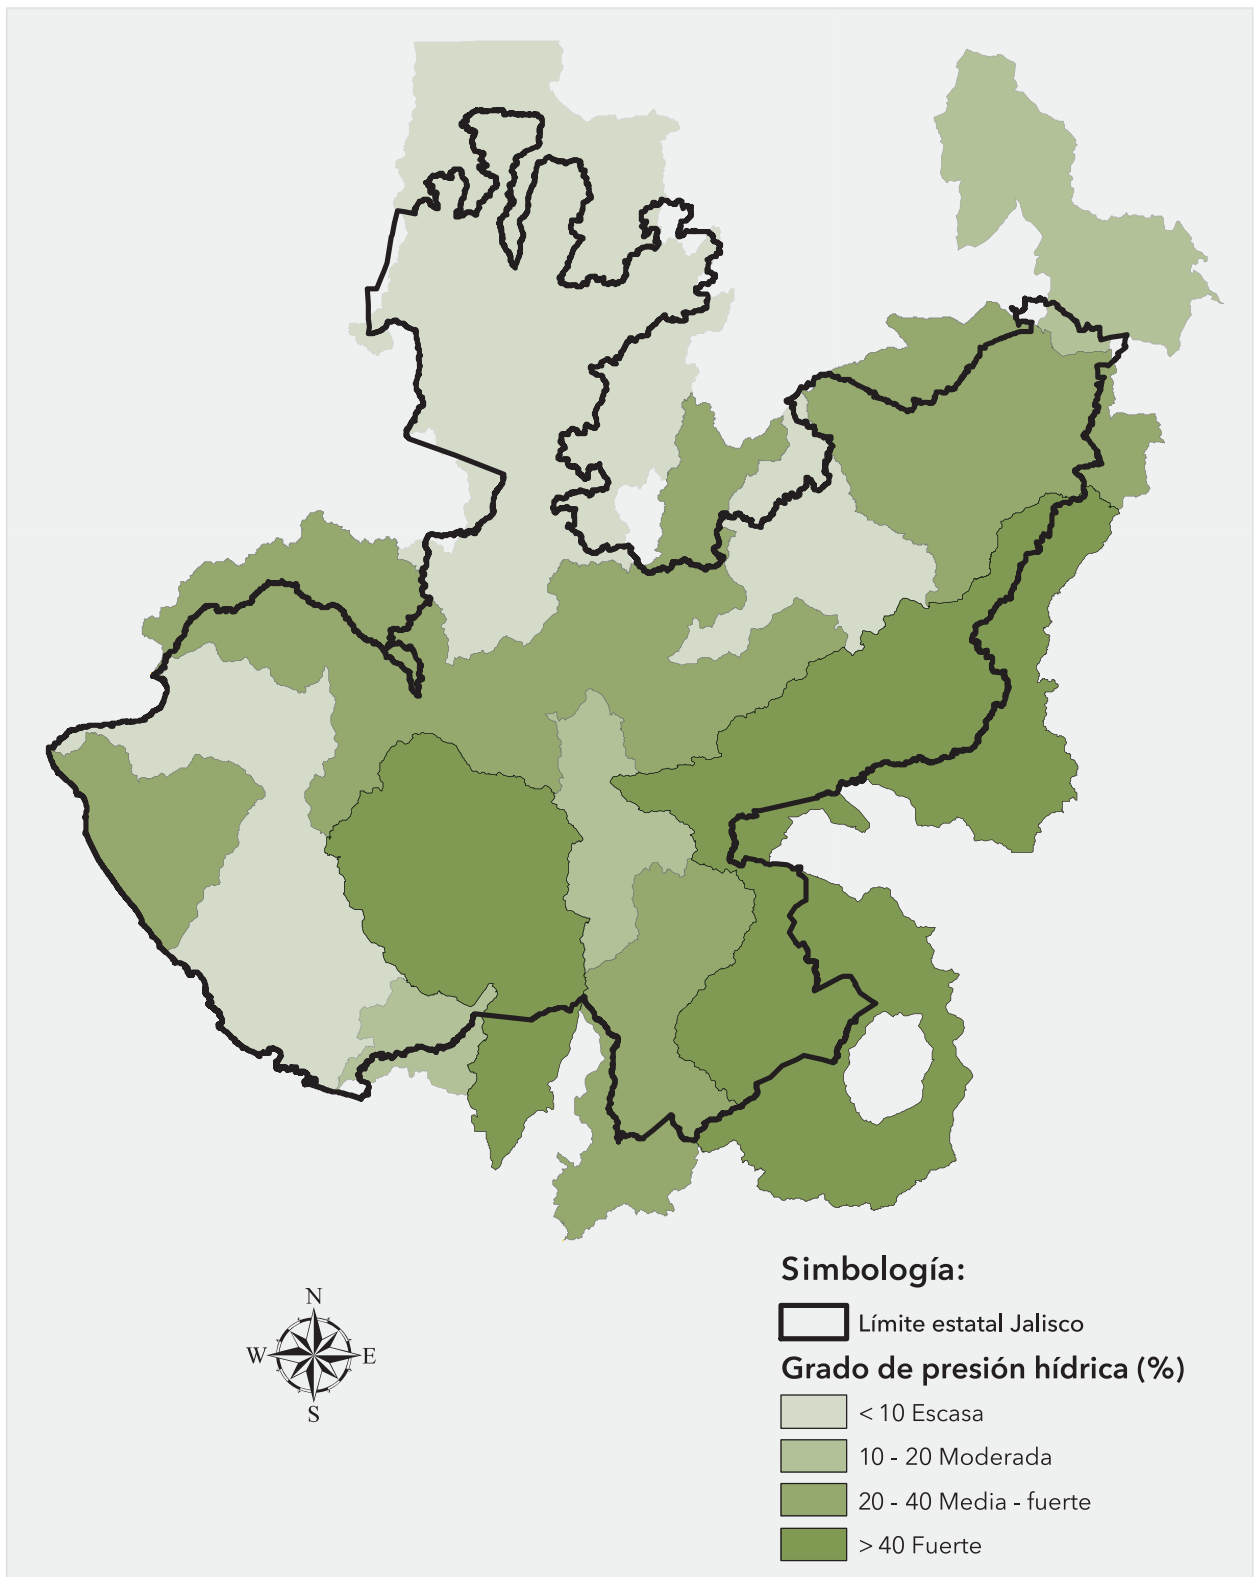 N
W E
S
Simbología:
Límite estatal Jalisco
Grado de presión hídrica (%)
< 10 Escasa
10 - 20 Moderada
20 - 40 Media - fuerte
> 40 Fuerte